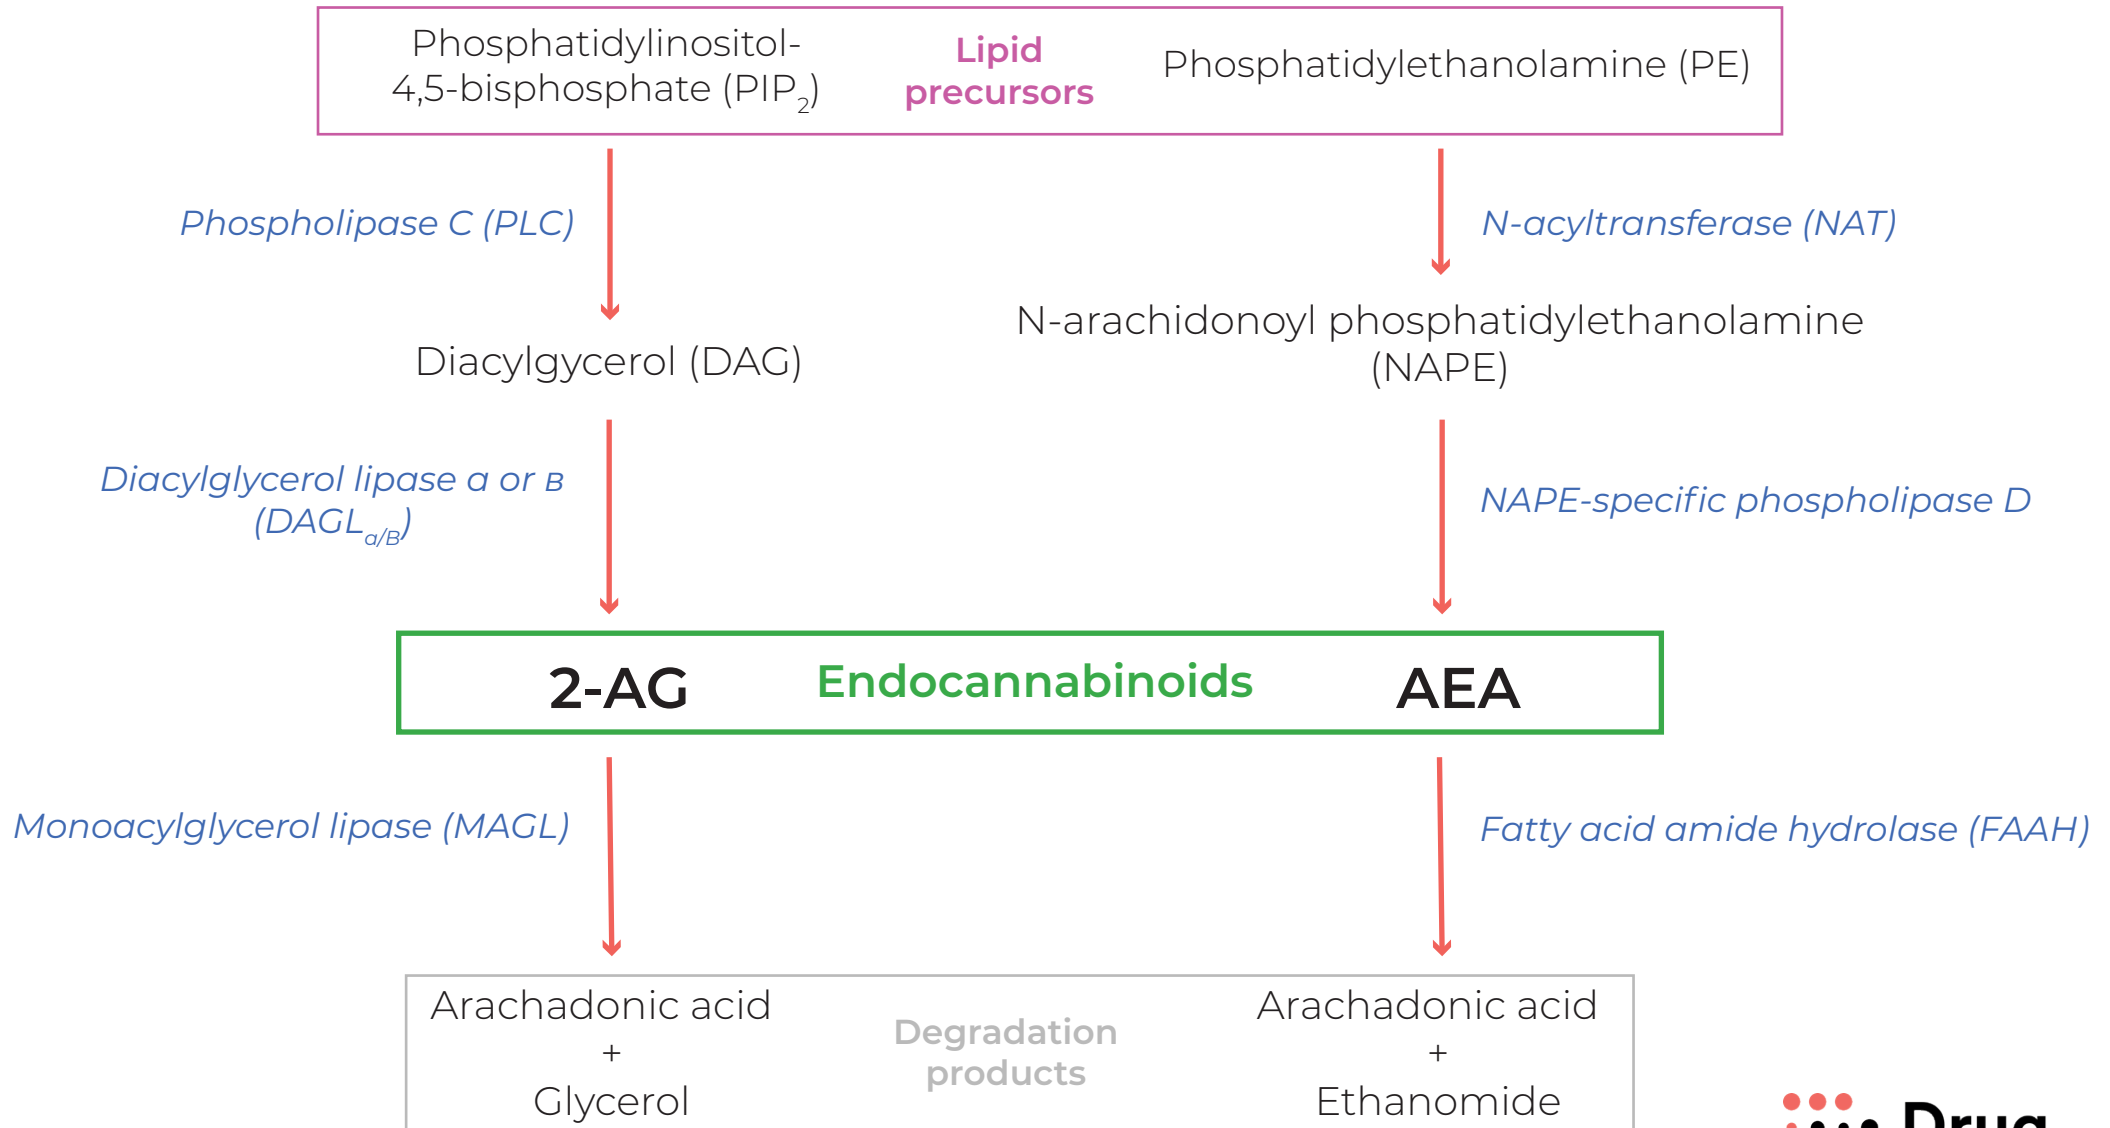 Phosphatidylinositol-
4,5-bisphosphate (PIP₂)
Lipid
precursors
Phosphatidylethanolamine (PE)
Phospholipase C (PLC)
N-acyltransferase (NAT)
Diacylgycerol (DAG)
N-arachidonoyl phosphatidylethanolamine
(NAPE)
Diacylglycerol lipase a or B
(DAGLa/B)
NAPE-specific phospholipase D
2-AG
Endocannabinoids
AEA
Monoacylglycerol lipase (MAGL)
Fatty acid amide hydrolase (FAAH)
Arachadonic acid
+
Glycerol
Degradation
products
Arachadonic acid
+
Ethanomide
Drug